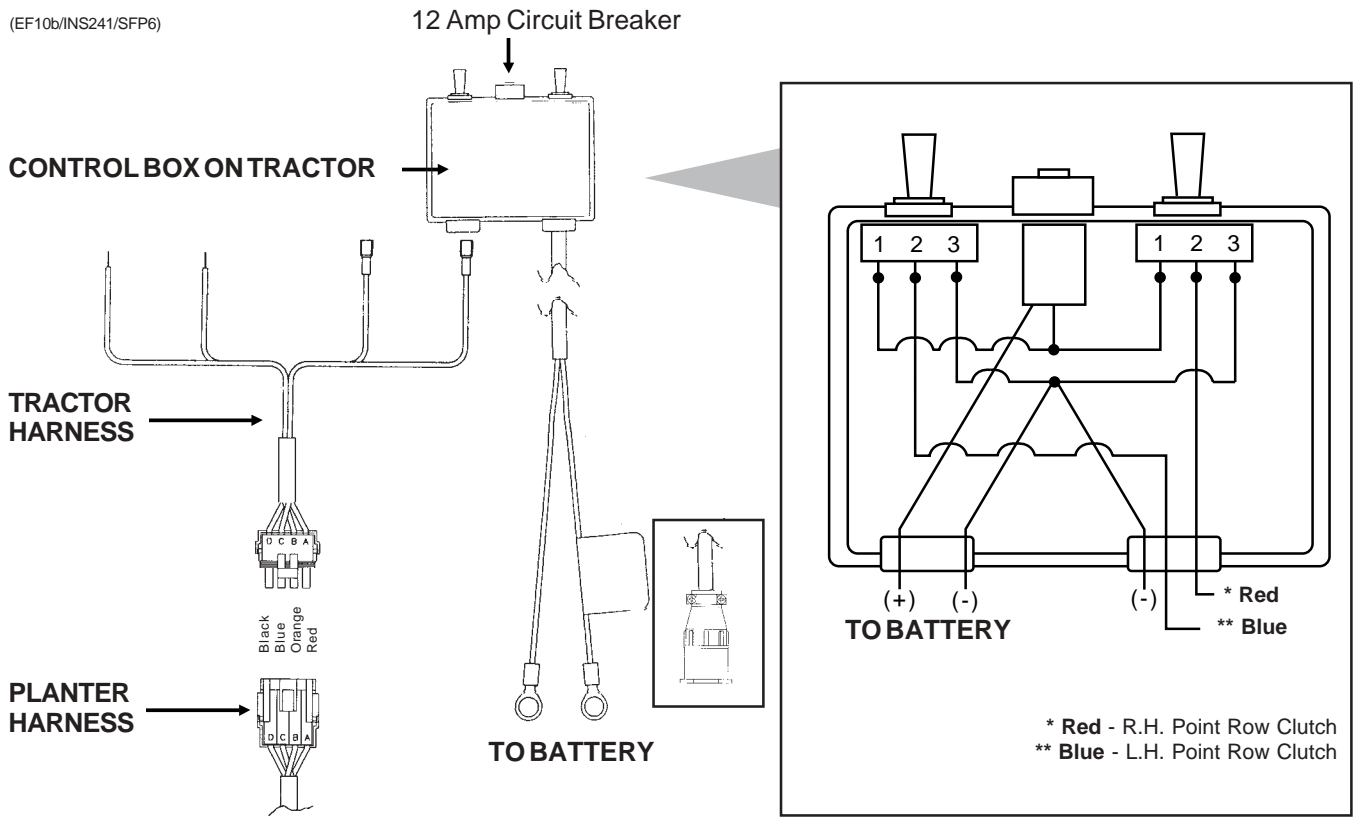 (EF10b/INS241/SFP6)
12 Amp Circuit Breaker
CONTROL BOX ON TRACTOR
TRACTOR
HARNESS
D C B A
Black
Blue
Orange
Red
PLANTER
HARNESS
D C B A
TO BATTERY
1 2 3
1 2 3
(+) (-) (-)
TO BATTERY
* Red
** Blue
* Red - R.H. Point Row Clutch
** Blue - L.H. Point Row Clutch